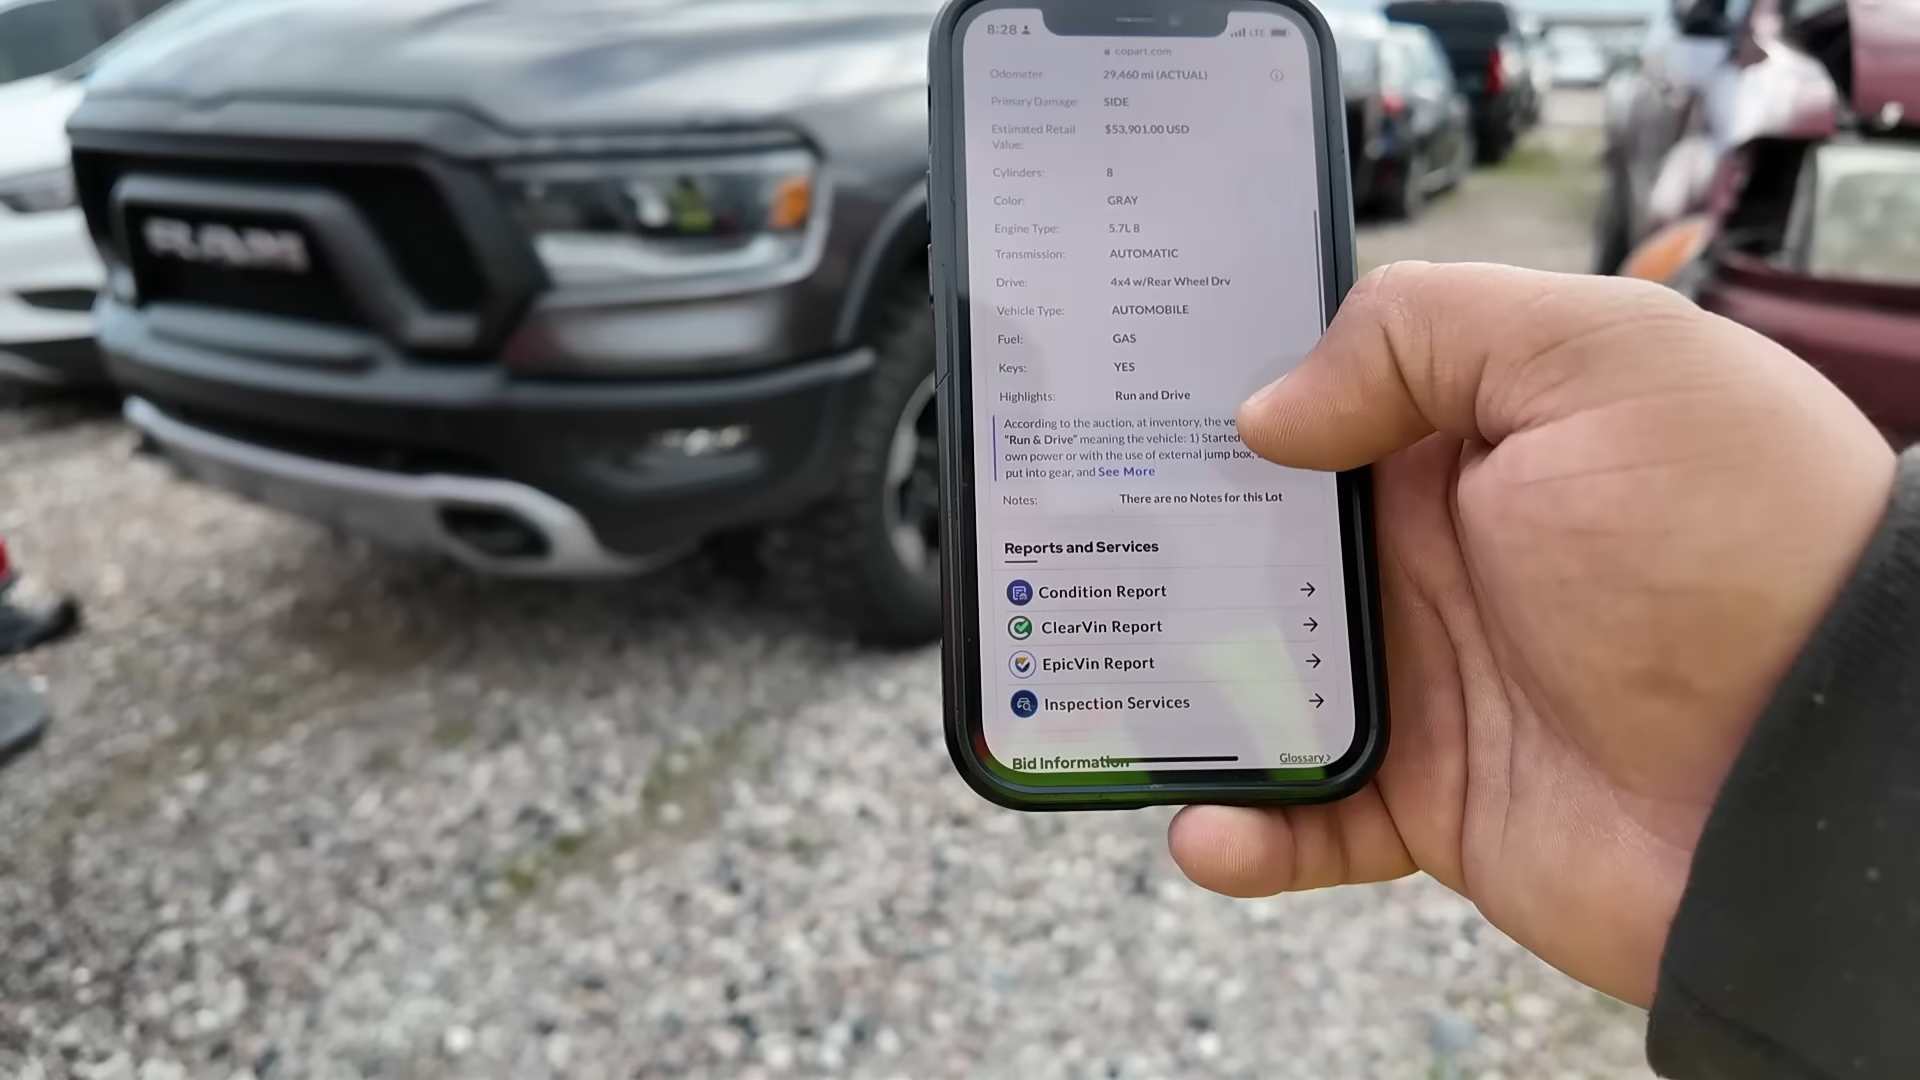 RAM
8:28
LTE
copart.com
Odometer 29,460 mi (ACTUAL)
Primary Damage: SIDE
Estimated Retail $53,901.00 USD
Value:
Cylinders: 8
Color: GRAY
Engine Type: 5.7L 8
Transmission: AUTOMATIC
Drive: 4x4 w/Rear Wheel Drv
Vehicle Type: AUTOMOBILE
Fuel: GAS
Keys: YES
Highlights: Run and Drive
According to the auction, at inventory, the ve
"Run & Drive" meaning the vehicle: 1) Started
own power or with the use of external jump box,
put into gear, and See More
Notes: There are no Notes for this Lot
Reports and Services
Condition Report
ClearVin Report
EpicVin Report
Inspection Services
Bid Information Glossary